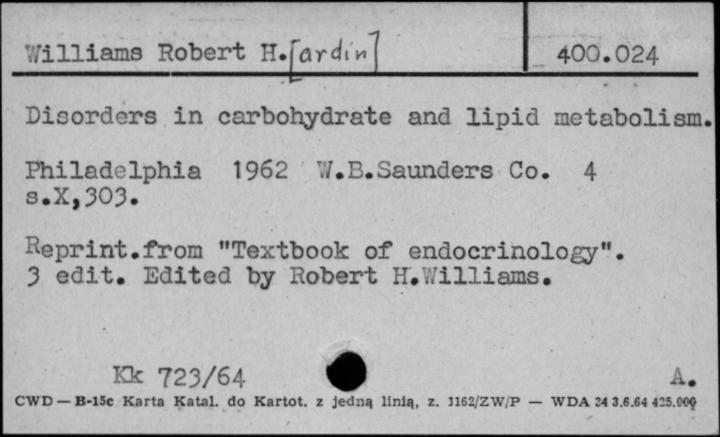 Williams Robert H.[ardin]
400.024
Disorders in carbohydrate and lipid metabolism.
Philadelphia 1962 W.B.Saunders Co. 4
s.X,303.
Reprint.from "Textbook of endocrinology".
3 edit. Edited by Robert H.Williams.
Kk 723/64
A.
CWD — B-15c Karta Katal. do Kartot. z jedną linią, z. 1162/ZW/P — WDA 24 3.6.64 425.000